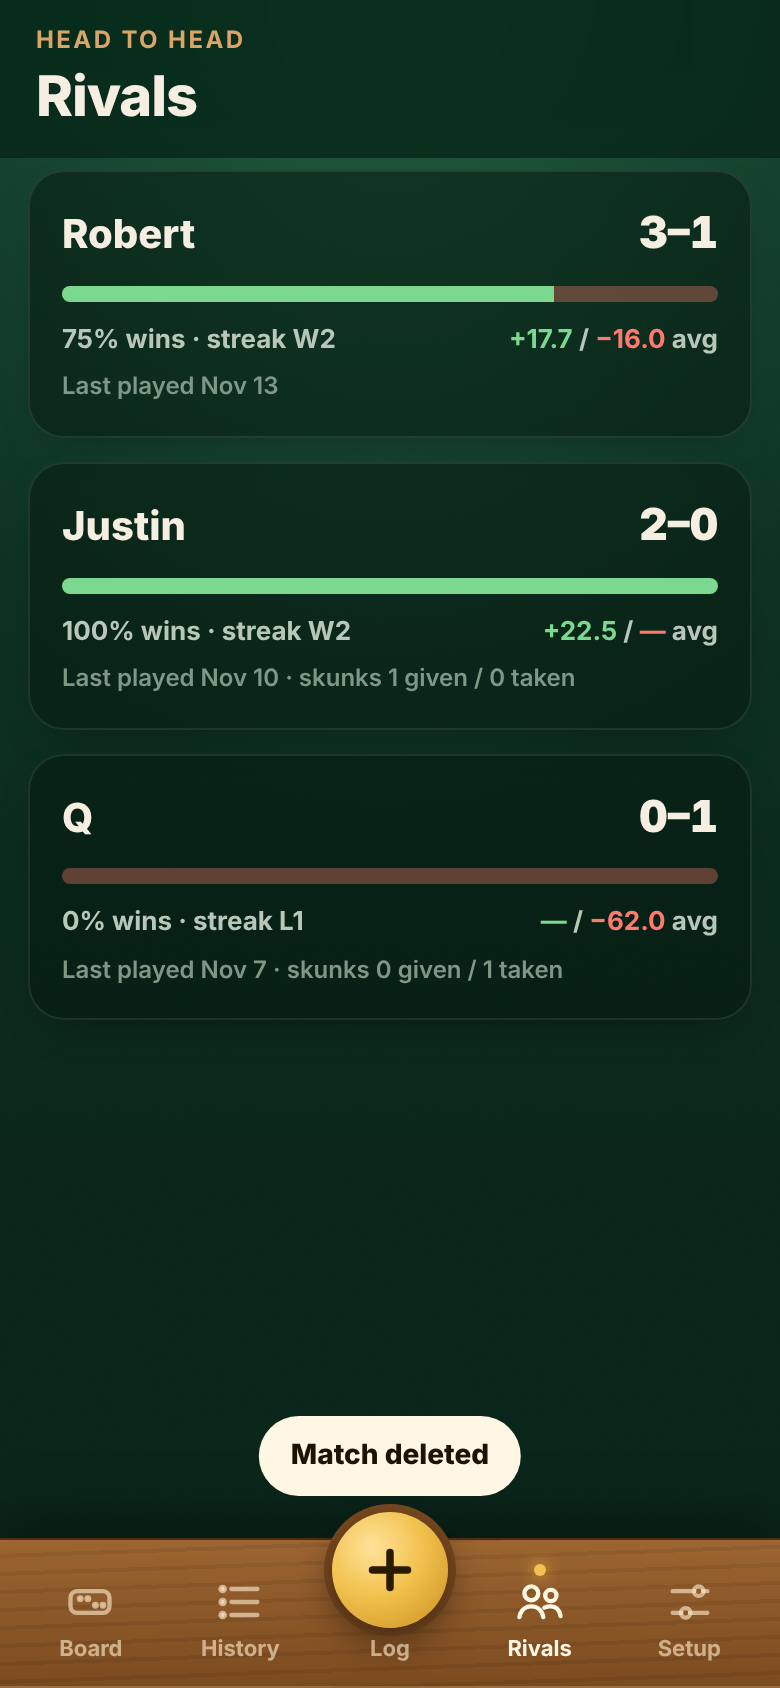 HEAD TO HEAD
Rivals
Robert 3–1
75% wins · streak W2 +17.7 / −16.0 avg
Last played Nov 13
Justin 2–0
100% wins · streak W2 +22.5 / — avg
Last played Nov 10 · skunks 1 given / 0 taken
Q 0–1
0% wins · streak L1 — / −62.0 avg
Last played Nov 7 · skunks 0 given / 1 taken
Match deleted
Board History Log Rivals Setup